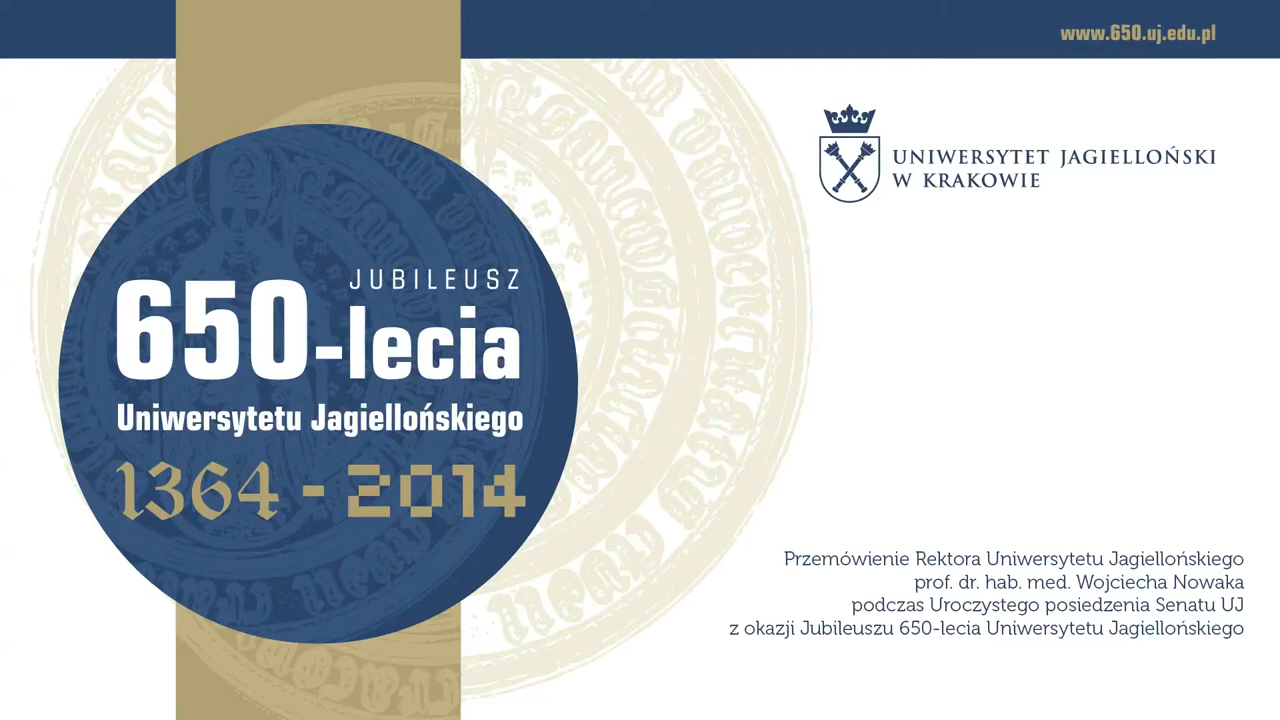 www.650.uj.edu.pl
UNIWERSYTET JAGIELLOŃSKI
W KRAKOWIE
JUBILEUSZ
650-lecia
Uniwersytetu Jagiellońskiego
1364 - 2014
Przemówienie Rektora Uniwersytetu Jagiellońskiego
prof. dr. hab. med. Wojciecha Nowaka
podczas Uroczystego posiedzenia Senatu UJ
z okazji Jubileuszu 650-lecia Uniwersytetu Jagiellońskiego